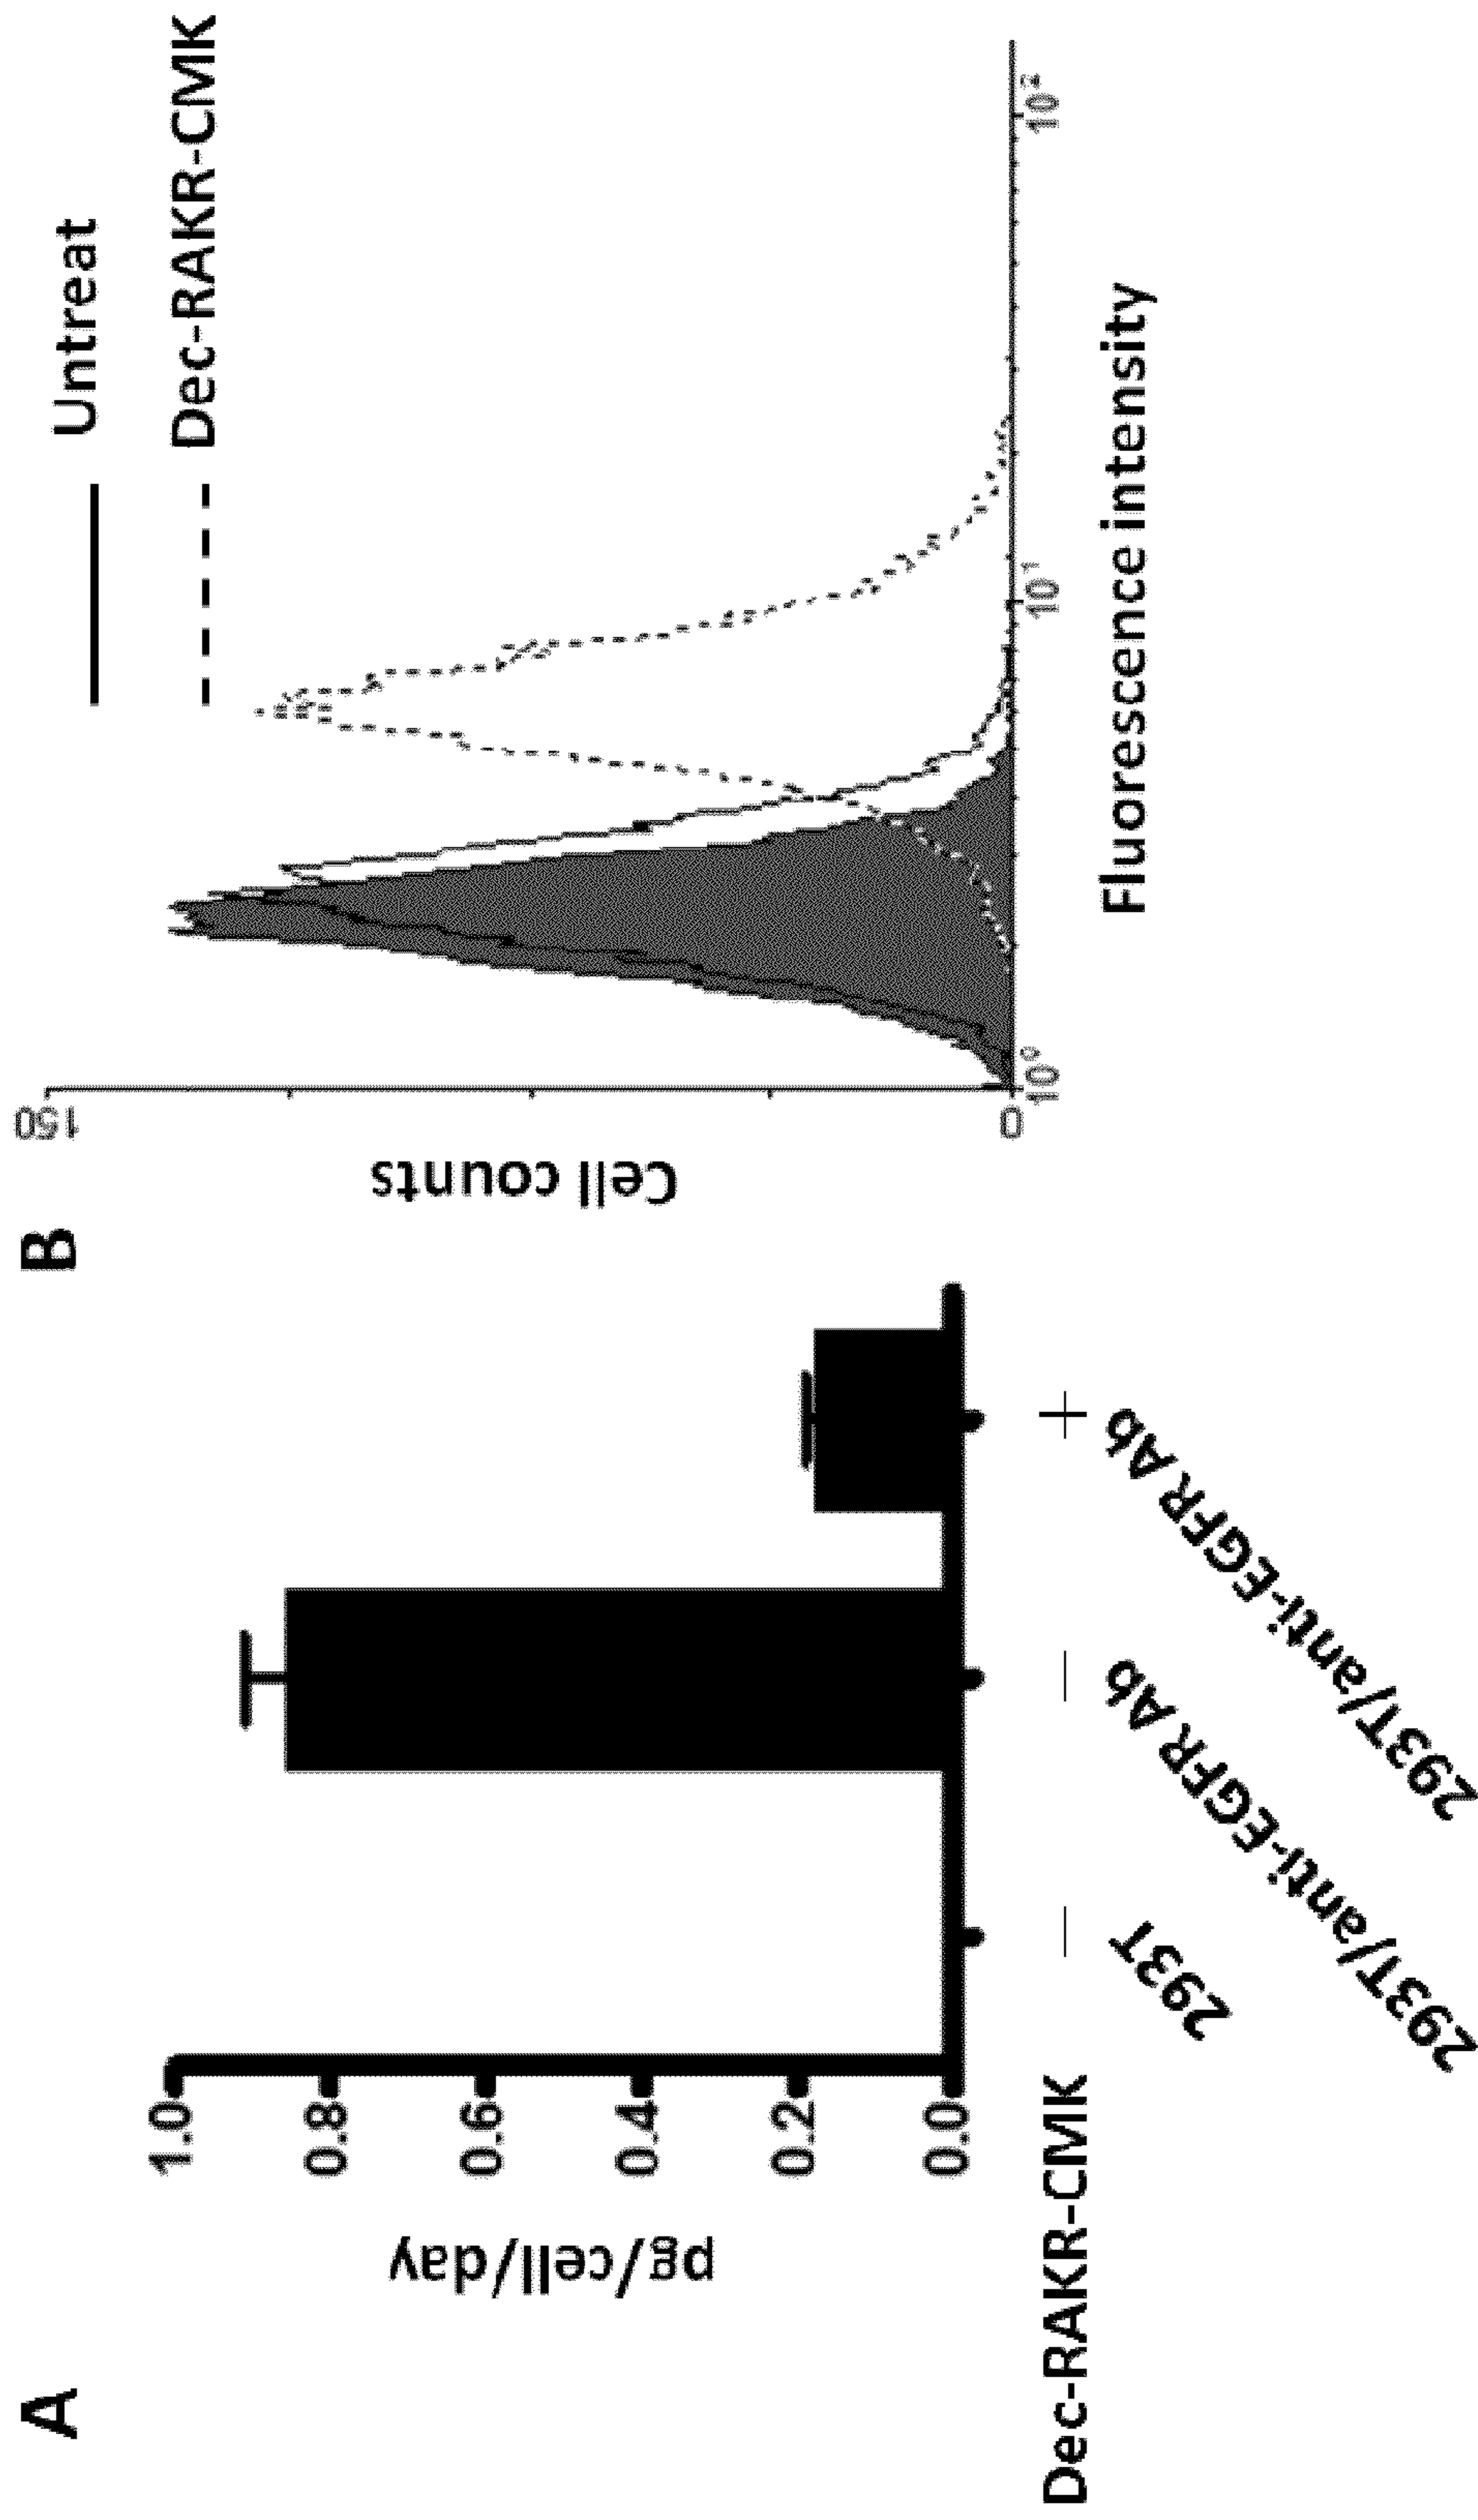 A
pg/cell/day
1.0
0.8
0.6
0.4
0.2
0.0
Dec-RAKR-CMK
–
–
+
293T
293T/anti-EGFR Ab
293T/anti-EGFR Ab
B
Untreat
Dec-RAKR-CMK
Cell counts
150
0
10⁰
10¹
10²
Fluorescence intensity